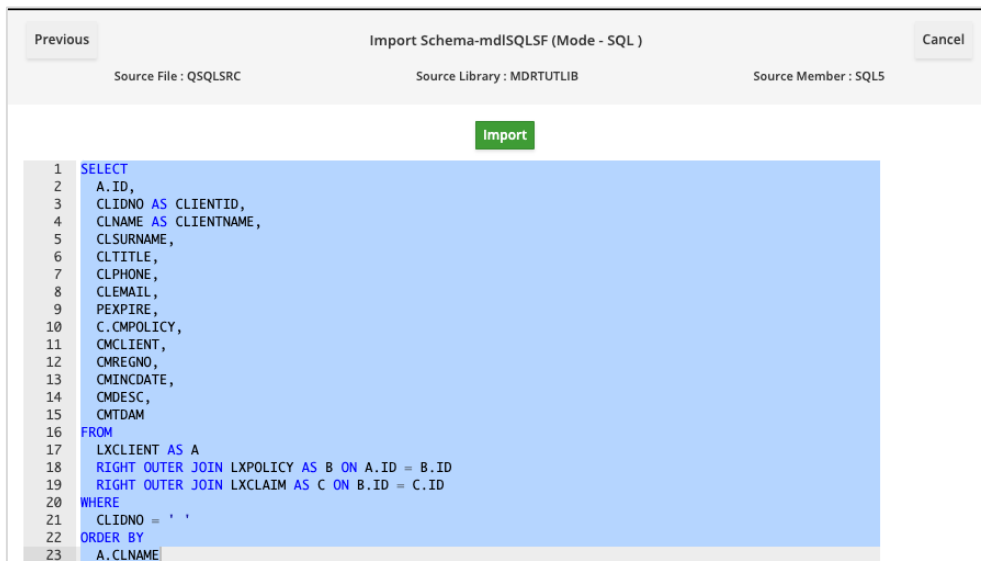 Previous
Import Schema-mdlSQLSF (Mode - SQL )
Cancel
Source File : QSQLSRC
Source Library : MDRTUTLIB
Source Member : SQL5
Import
1 SELECT
2 A.ID,
3 CLIDNO AS CLIENTID,
4 CLNAME AS CLIENTNAME,
5 CLSURNAME,
6 CLTITLE,
7 CLPHONE,
8 CLEMAIL,
9 PEXPIRE,
10 C.CMPOLICY,
11 CMCLIENT,
12 CMREGNO,
13 CMINCDATE,
14 CMDESC,
15 CMTDAM
16 FROM
17 LXCLIENT AS A
18 RIGHT OUTER JOIN LXPOLICY AS B ON A.ID = B.ID
19 RIGHT OUTER JOIN LXCLAIM AS C ON B.ID = C.ID
20 WHERE
21 CLIDNO = ' '
22 ORDER BY
23 A.CLNAME